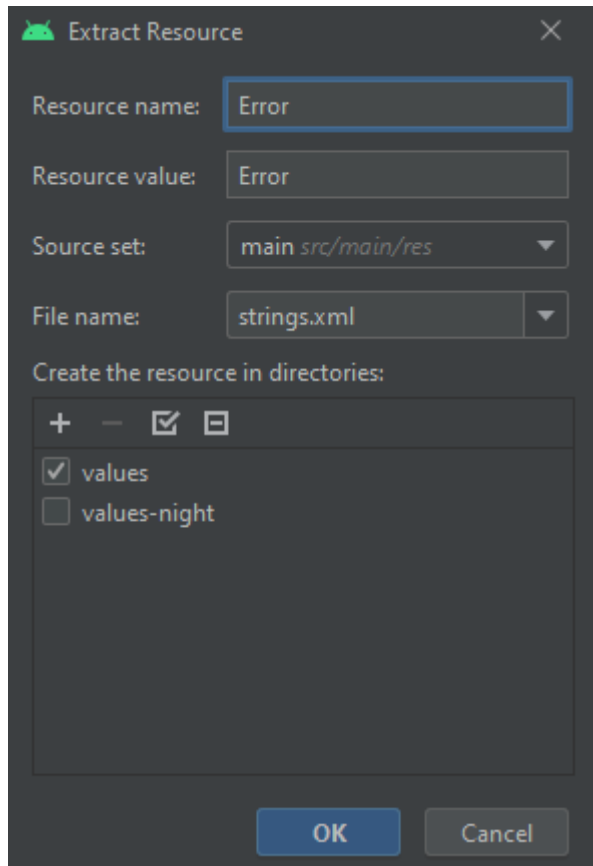 Extract Resource
Resource name: Error
Resource value: Error
Source set: main src/main/res
File name: strings.xml
Create the resource in directories:
values
values-night
OK Cancel